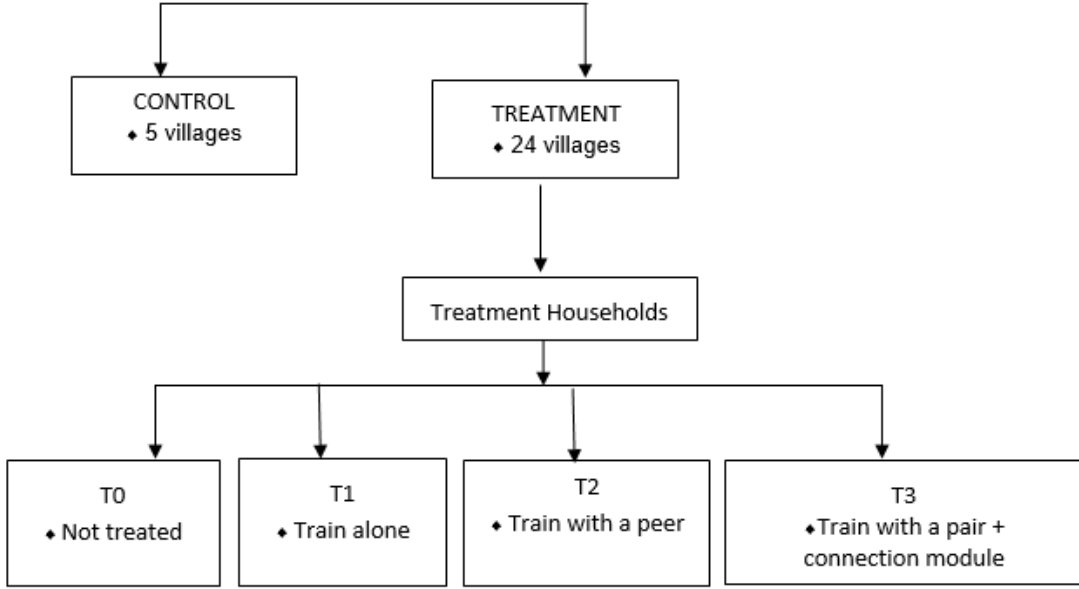 CONTROL
⬥ 5 villages
TREATMENT
⬥ 24 villages
Treatment Households
T0
⬥ Not treated
T1
⬥ Train alone
T2
⬥ Train with a peer
T3
⬥Train with a pair +
connection module